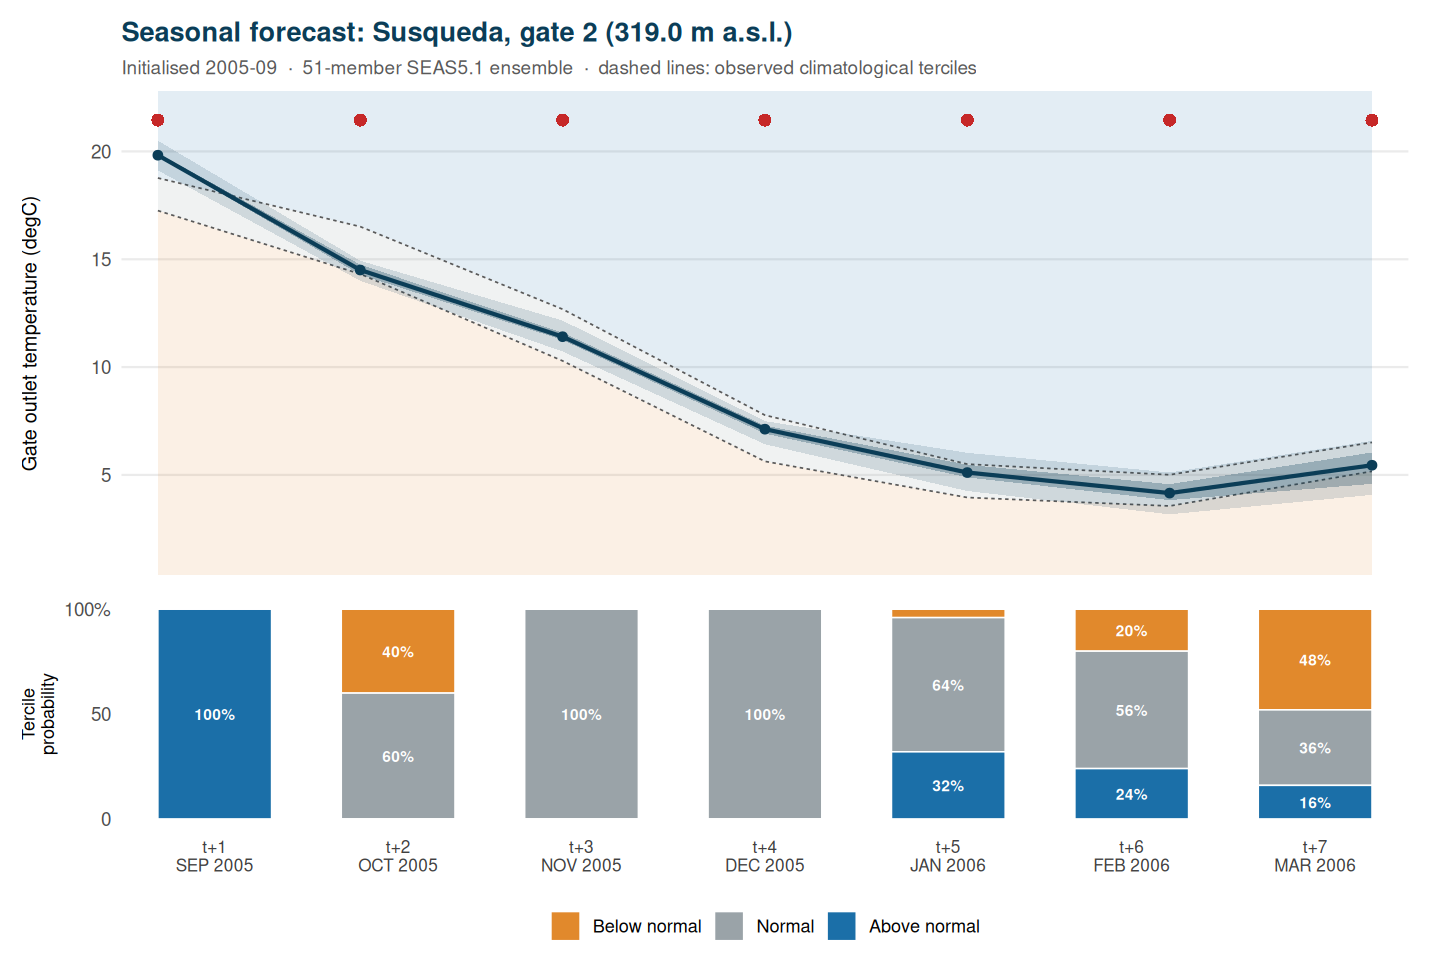 Seasonal forecast: Susqueda, gate 2 (319.0 m a.s.l.)
Initialised 2005-09 · 51-member SEAS5.1 ensemble · dashed lines: observed climatological terciles
Gate outlet temperature (degC)
20
15
10
5
Tercile
probability
100%
50
0
100%
40%
60%
100%
100%
64%
32%
20%
56%
24%
48%
36%
16%
t+1
SEP 2005
t+2
OCT 2005
t+3
NOV 2005
t+4
DEC 2005
t+5
JAN 2006
t+6
FEB 2006
t+7
MAR 2006
Below normal
Normal
Above normal